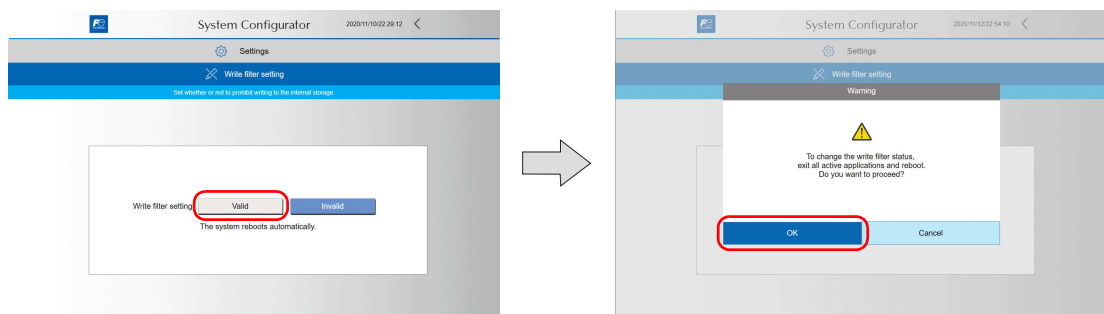 System Configurator
2020/11/10/22:29:12
Settings
Write filter setting
Set whether or not to prohibit writing to the internal storage.
Write filter setting
Valid
Invalid
The system reboots automatically.
System Configurator
2020/11/12/22:54:10
Settings
Write filter setting
Warning
To change the write filter status,
exit all active applications and reboot.
Do you want to proceed?
OK
Cancel